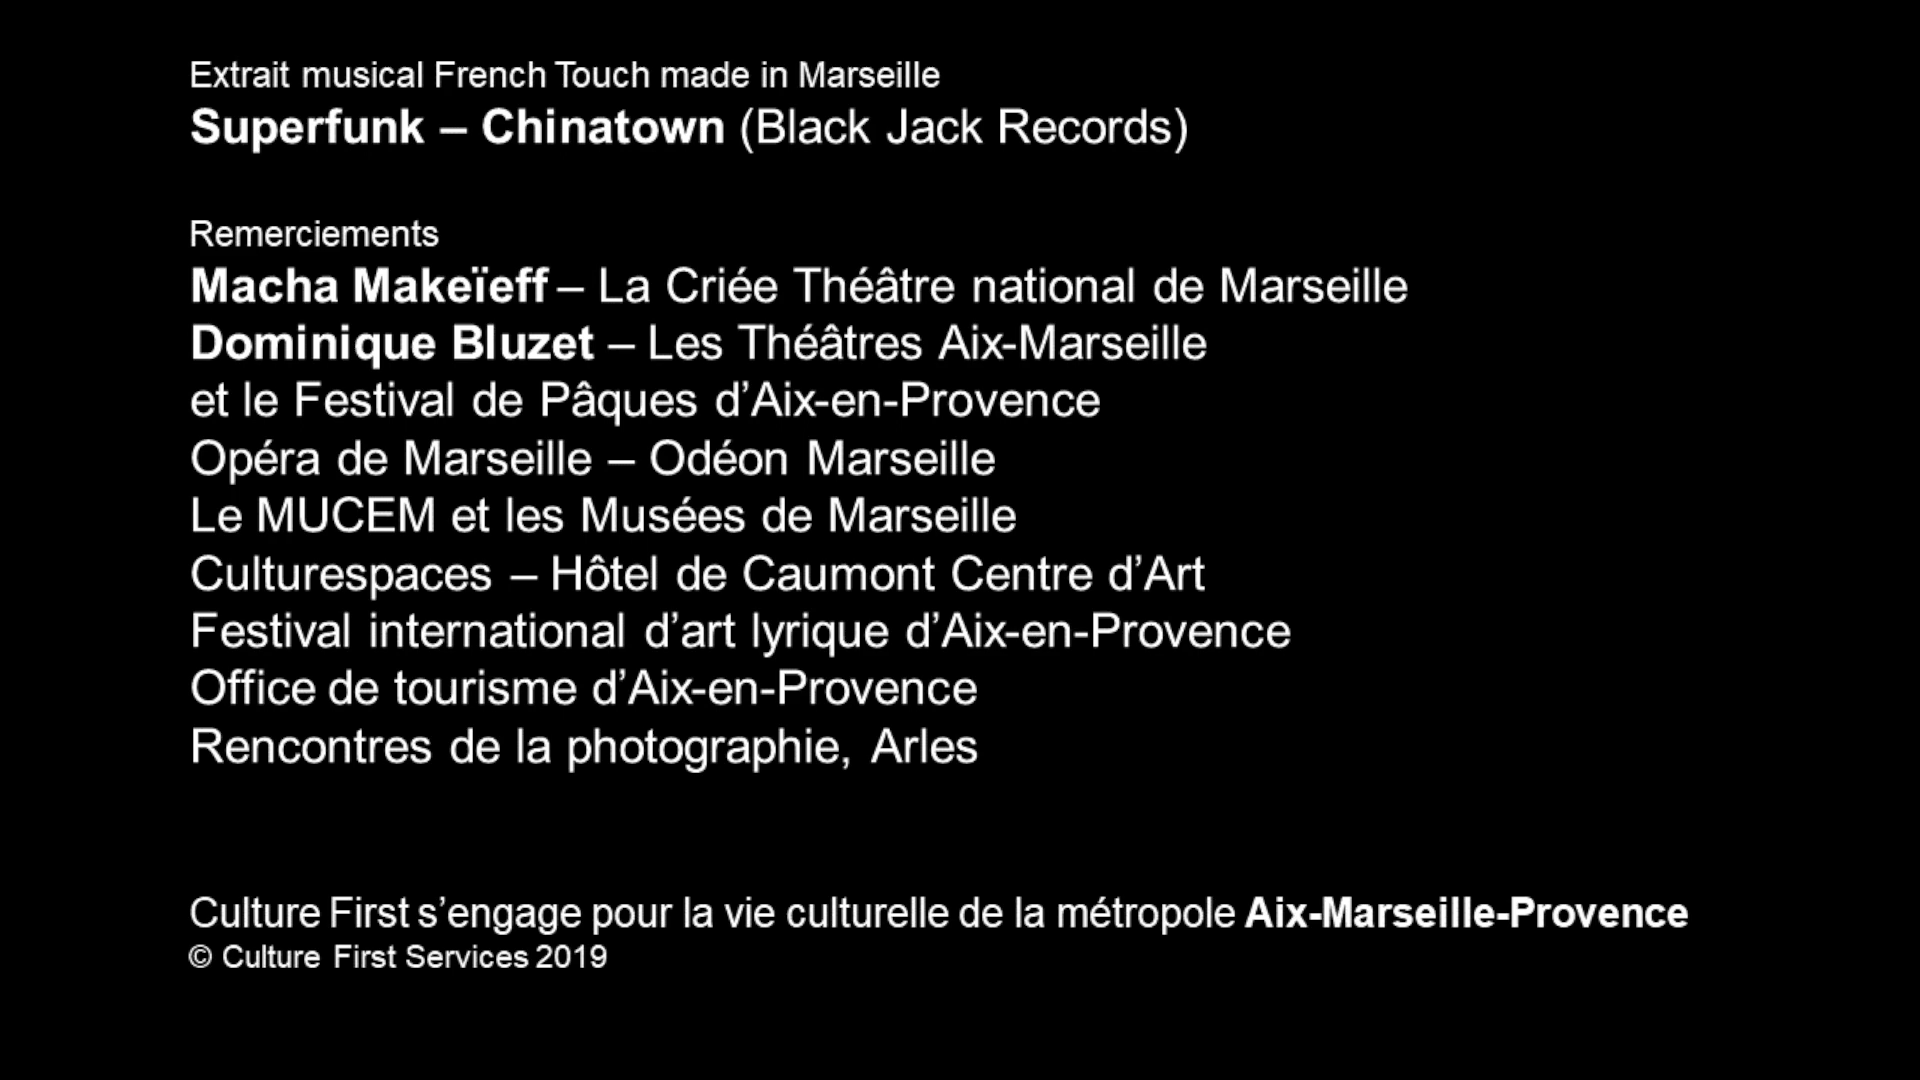 Extrait musical French Touch made in Marseille
Superfunk – Chinatown (Black Jack Records)
Remerciements
Macha Makeïeff – La Criée Théâtre national de Marseille
Dominique Bluzet – Les Théâtres Aix-Marseille
et le Festival de Pâques d’Aix-en-Provence
Opéra de Marseille – Odéon Marseille
Le MUCEM et les Musées de Marseille
Culturespaces – Hôtel de Caumont Centre d’Art
Festival international d’art lyrique d’Aix-en-Provence
Office de tourisme d’Aix-en-Provence
Rencontres de la photographie, Arles
Culture First s’engage pour la vie culturelle de la métropole Aix-Marseille-Provence
© Culture First Services 2019